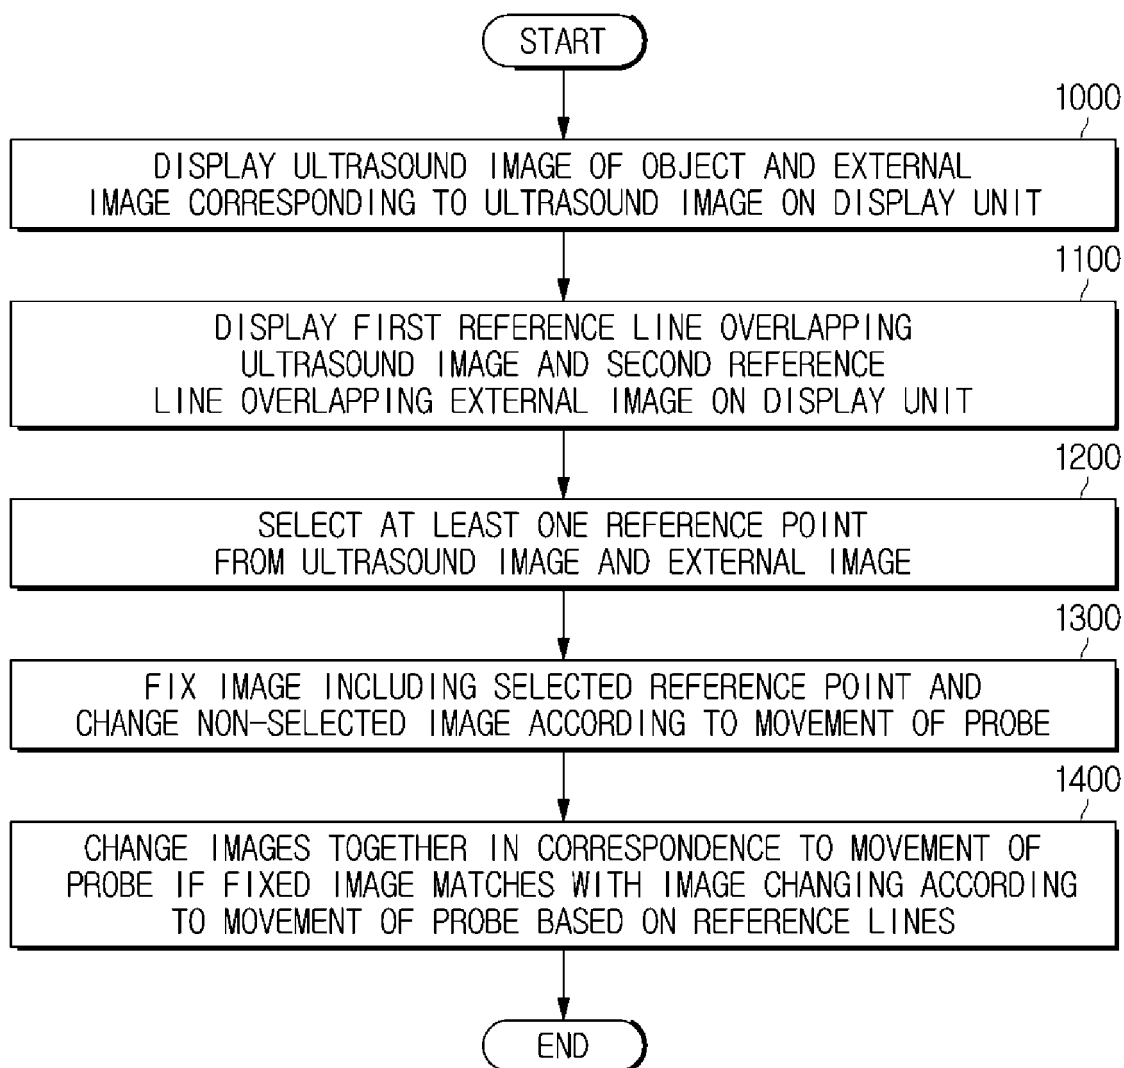 START
1000
DISPLAY ULTRASOUND IMAGE OF OBJECT AND EXTERNAL
IMAGE CORRESPONDING TO ULTRASOUND IMAGE ON DISPLAY UNIT
1100
DISPLAY FIRST REFERENCE LINE OVERLAPPING
ULTRASOUND IMAGE AND SECOND REFERENCE
LINE OVERLAPPING EXTERNAL IMAGE ON DISPLAY UNIT
1200
SELECT AT LEAST ONE REFERENCE POINT
FROM ULTRASOUND IMAGE AND EXTERNAL IMAGE
1300
FIX IMAGE INCLUDING SELECTED REFERENCE POINT AND
CHANGE NON-SELECTED IMAGE ACCORDING TO MOVEMENT OF PROBE
1400
CHANGE IMAGES TOGETHER IN CORRESPONDENCE TO MOVEMENT OF
PROBE IF FIXED IMAGE MATCHES WITH IMAGE CHANGING ACCORDING
TO MOVEMENT OF PROBE BASED ON REFERENCE LINES
END